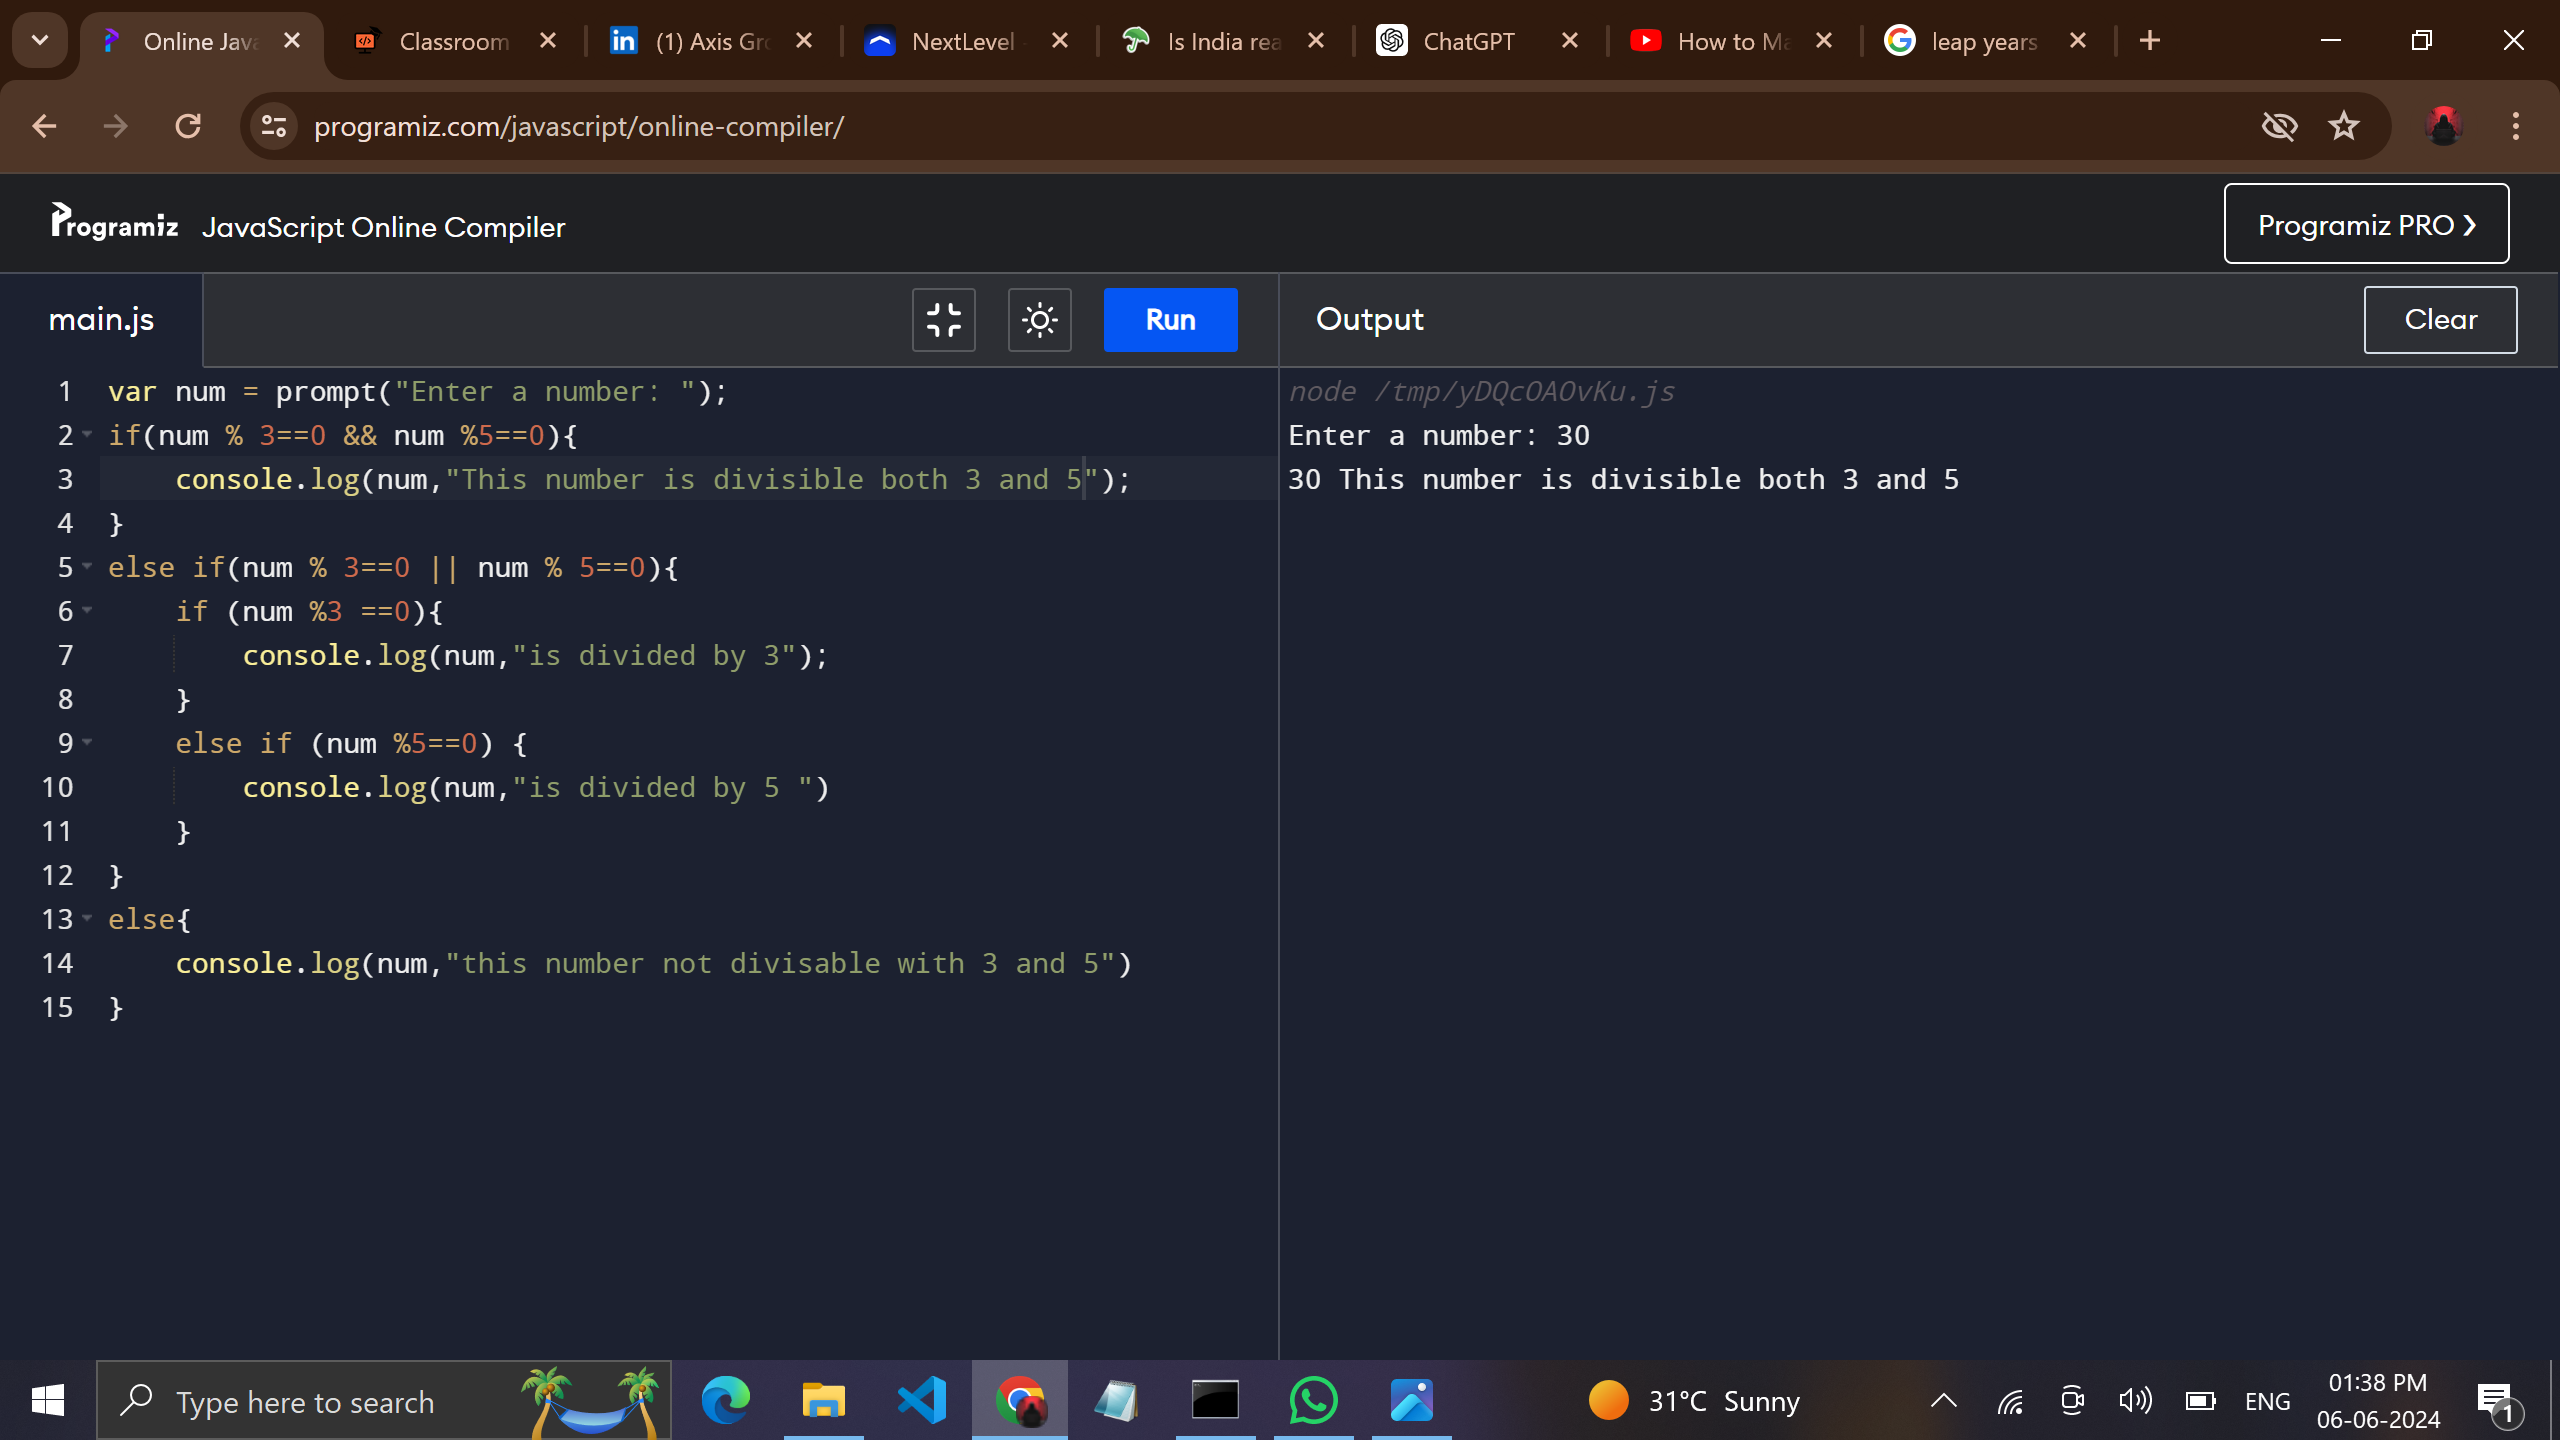 Online Java
Classroom
(1) Axis Gro
NextLevel
Is India rea
ChatGPT
How to Ma
leap years
programiz.com/javascript/online-compiler/
Programiz JavaScript Online Compiler
Programiz PRO ❯
main.js
Run
Output
Clear
1 var num = prompt("Enter a number: ");
2 if(num % 3==0 && num %5==0){
3     console.log(num,"This number is divisible both 3 and 5");
4 }
5 else if(num % 3==0 || num % 5==0){
6     if (num %3 ==0){
7         console.log(num,"is divided by 3");
8     }
9     else if (num %5==0) {
10         console.log(num,"is divided by 5 ")
11     }
12 }
13 else{
14     console.log(num,"this number not divisable with 3 and 5")
15 }
node /tmp/yDQcOAOvKu.js
Enter a number: 30
30 This number is divisible both 3 and 5
Type here to search
31°C Sunny
ENG
01:38 PM
06-06-2024
1